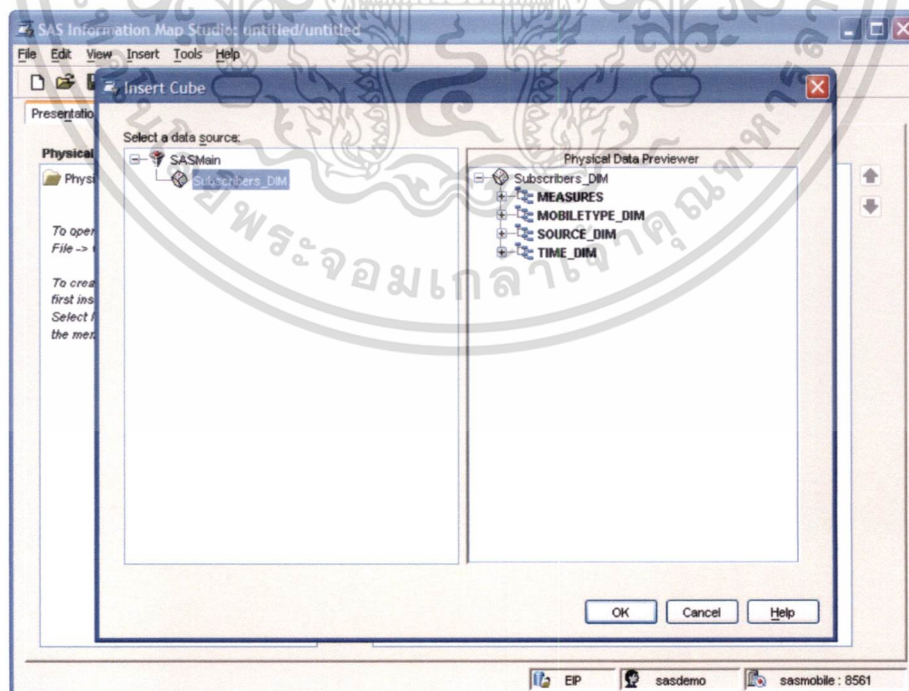 SAS Information Map Studio: untitled/untitled
File Edit View Insert Tools Help
Insert Cube
Presentatio
Select a data source:
Physical
Physi
SASMain
Subscribers_DIM
Physical Data Previewer
Subscribers_DIM
MEASURES
MOBILETYPE_DIM
SOURCE_DIM
TIME_DIM
To open
File ->
To crea
first ins
Select I
the men
OK Cancel Help
EIP sasdemo sasmobile : 8561